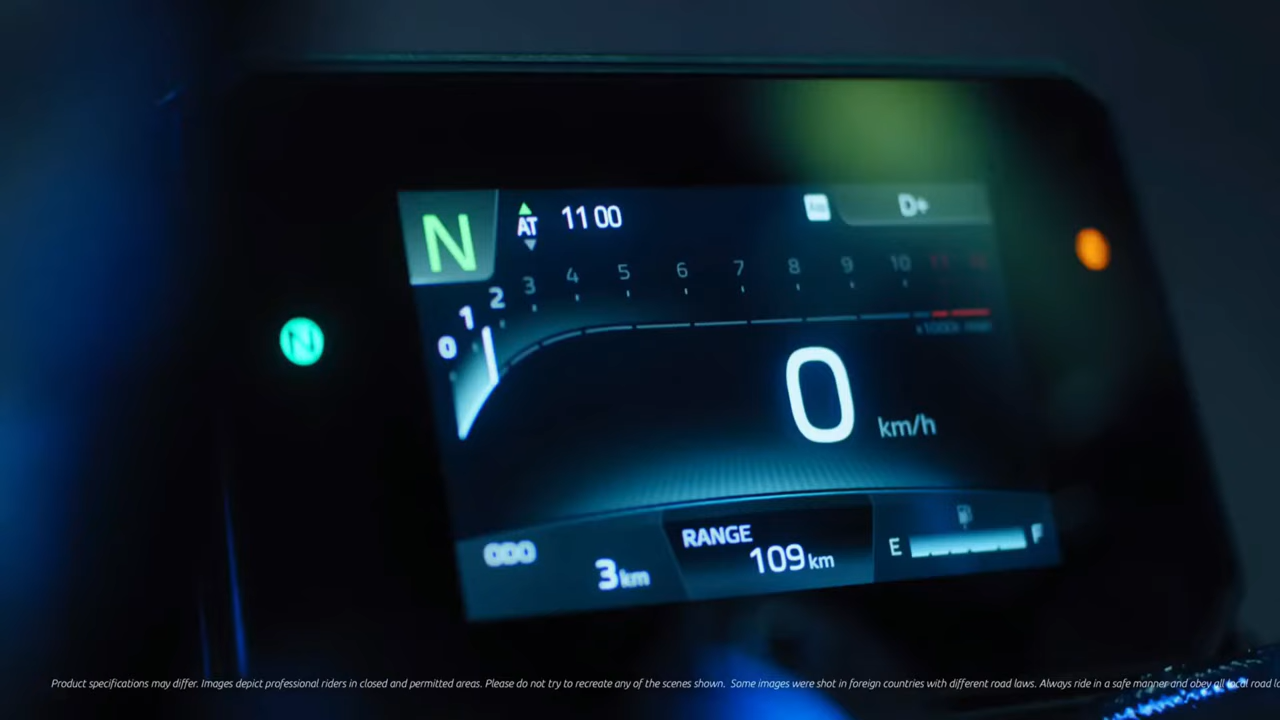 N
AT
11 00
D+
0 1 2 3 4 5 6 7 8 9 10 11
N
0 km/h
ODO
3 km
RANGE
109 km
E F
Product specifications may differ. Images depict professional riders in closed and permitted areas. Please do not try to recreate any of the scenes shown. Some images were shot in foreign countries with different road laws. Always ride in a safe manner and obey all local road